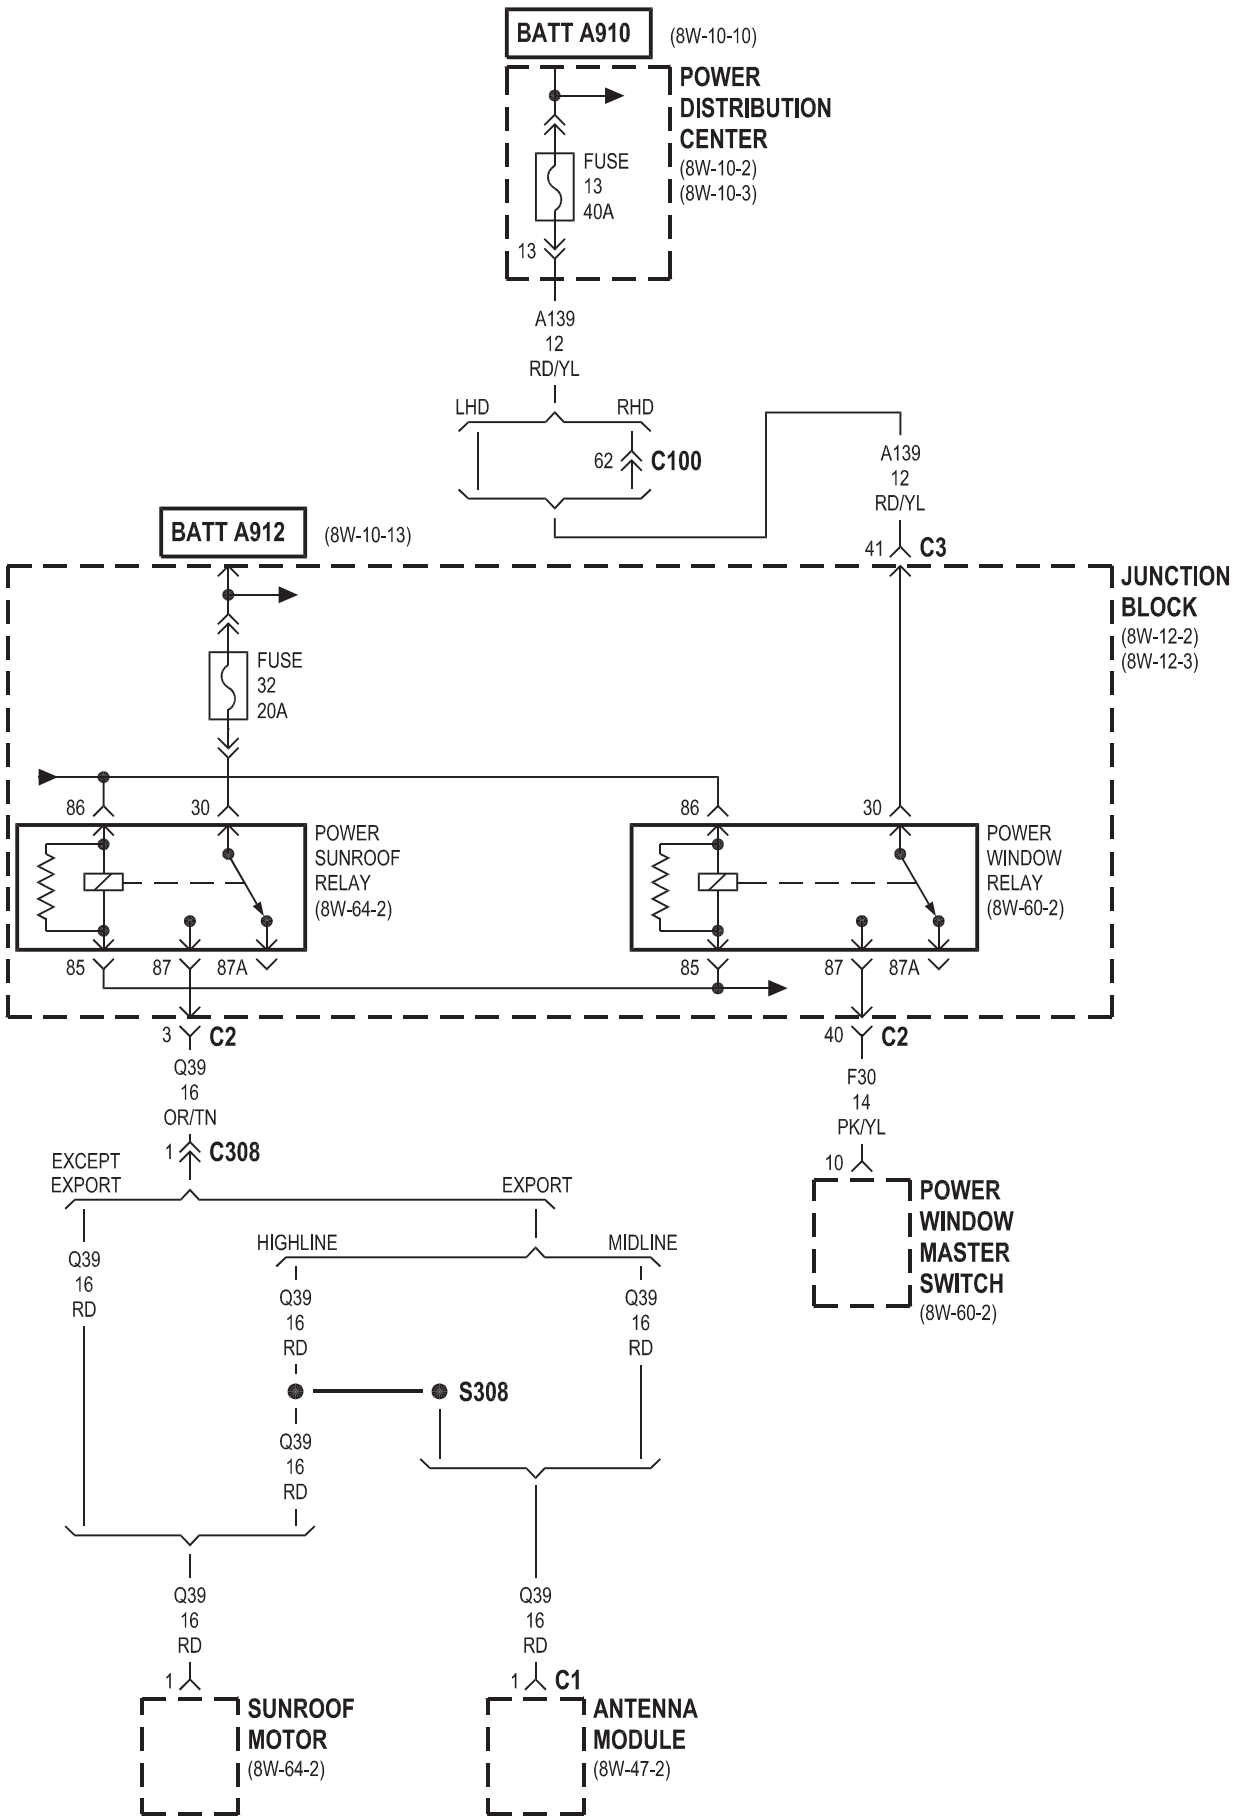 BATT A910
(8W-10-10)
POWER
DISTRIBUTION
CENTER
(8W-10-2)
(8W-10-3)
FUSE
13
40A
13
A139
12
RD/YL
LHD
RHD
62
C100
A139
12
RD/YL
41
C3
BATT A912
(8W-10-13)
JUNCTION
BLOCK
(8W-12-2)
(8W-12-3)
FUSE
32
20A
86
30
86
30
POWER
SUNROOF
RELAY
(8W-64-2)
POWER
WINDOW
RELAY
(8W-60-2)
85
87
87A
85
87
87A
3
C2
40
C2
Q39
16
OR/TN
F30
14
PK/YL
1
C308
10
EXCEPT
EXPORT
EXPORT
POWER
WINDOW
MASTER
SWITCH
(8W-60-2)
HIGHLINE
MIDLINE
Q39
16
RD
Q39
16
RD
Q39
16
RD
S308
Q39
16
RD
Q39
16
RD
Q39
16
RD
1
1
C1
SUNROOF
MOTOR
(8W-64-2)
ANTENNA
MODULE
(8W-47-2)